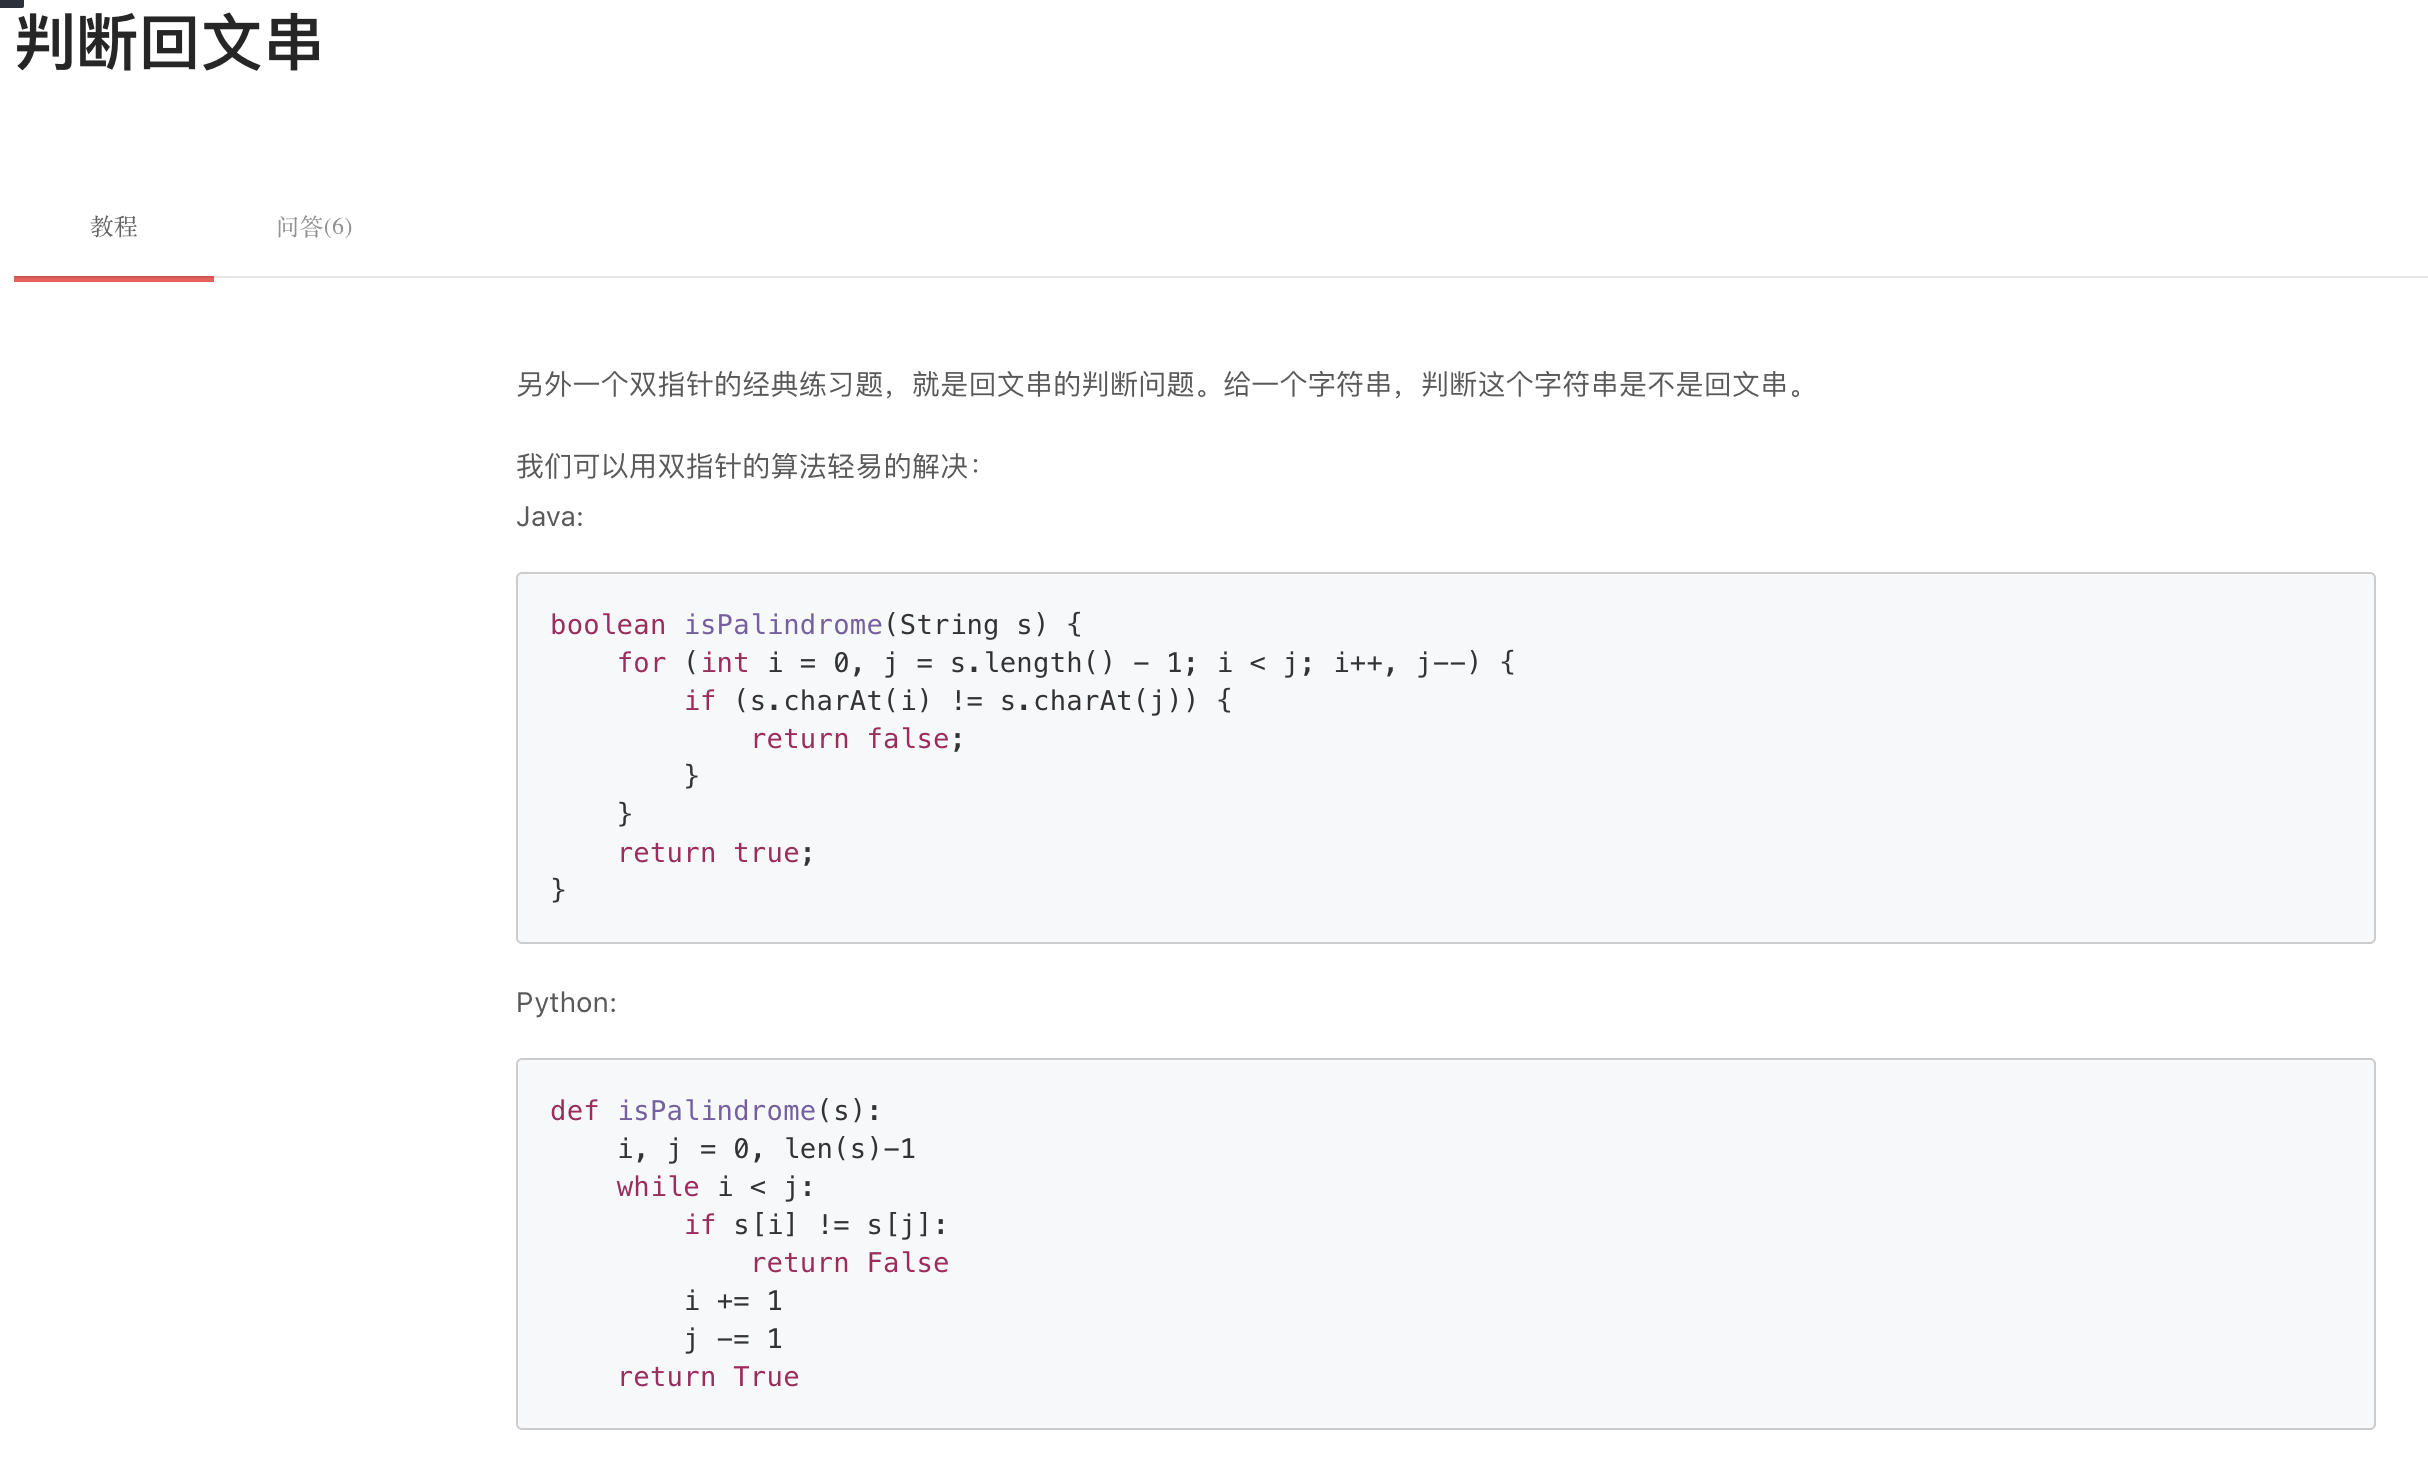 判断回文串
教程 问答(6)
另外一个双指针的经典练习题，就是回文串的判断问题。给一个字符串，判断这个字符串是不是回文串。
我们可以用双指针的算法轻易的解决：
Java:
boolean isPalindrome(String s) {
    for (int i = 0, j = s.length() - 1; i < j; i++, j--) {
        if (s.charAt(i) != s.charAt(j)) {
            return false;
        }
    }
    return true;
}
Python:
def isPalindrome(s):
    i, j = 0, len(s)-1
    while i < j:
        if s[i] != s[j]:
            return False
        i += 1
        j -= 1
    return True